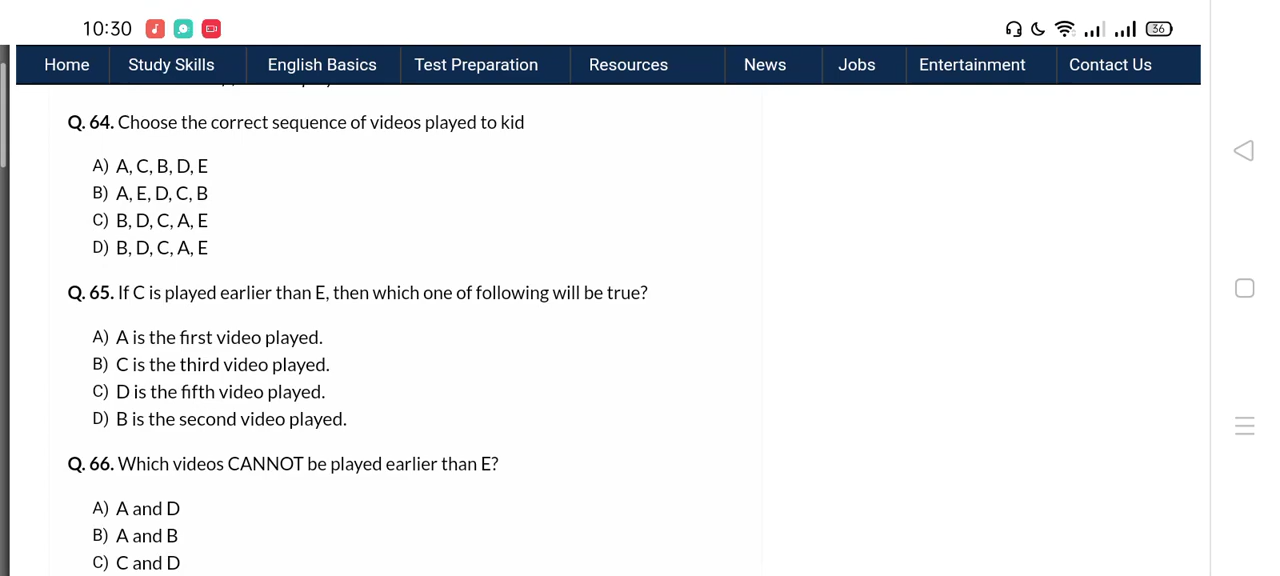 10:30
36
Home Study Skills English Basics Test Preparation Resources News Jobs Entertainment Contact Us
Q. 64. Choose the correct sequence of videos played to kid
A) A, C, B, D, E
B) A, E, D, C, B
C) B, D, C, A, E
D) B, D, C, A, E
Q. 65. If C is played earlier than E, then which one of following will be true?
A) A is the first video played.
B) C is the third video played.
C) D is the fifth video played.
D) B is the second video played.
Q. 66. Which videos CANNOT be played earlier than E?
A) A and D
B) A and B
C) C and D